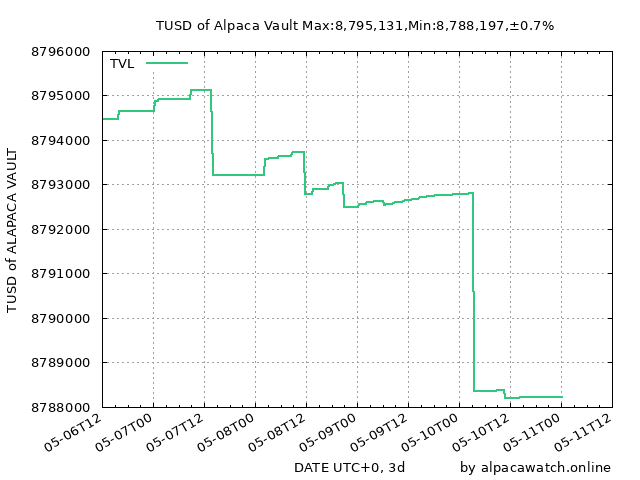 TUSD of Alpaca Vault Max:8,795,131,Min:8,788,197,±0.7%
TVL
8796000
8795000
8794000
8793000
8792000
8791000
8790000
8789000
8788000
TUSD of ALAPACA VAULT
05-06T12
05-07T00
05-07T12
05-08T00
05-08T12
05-09T00
05-09T12
05-10T00
05-10T12
05-11T00
05-11T12
DATE UTC+0, 3d
by alpacawatch.online